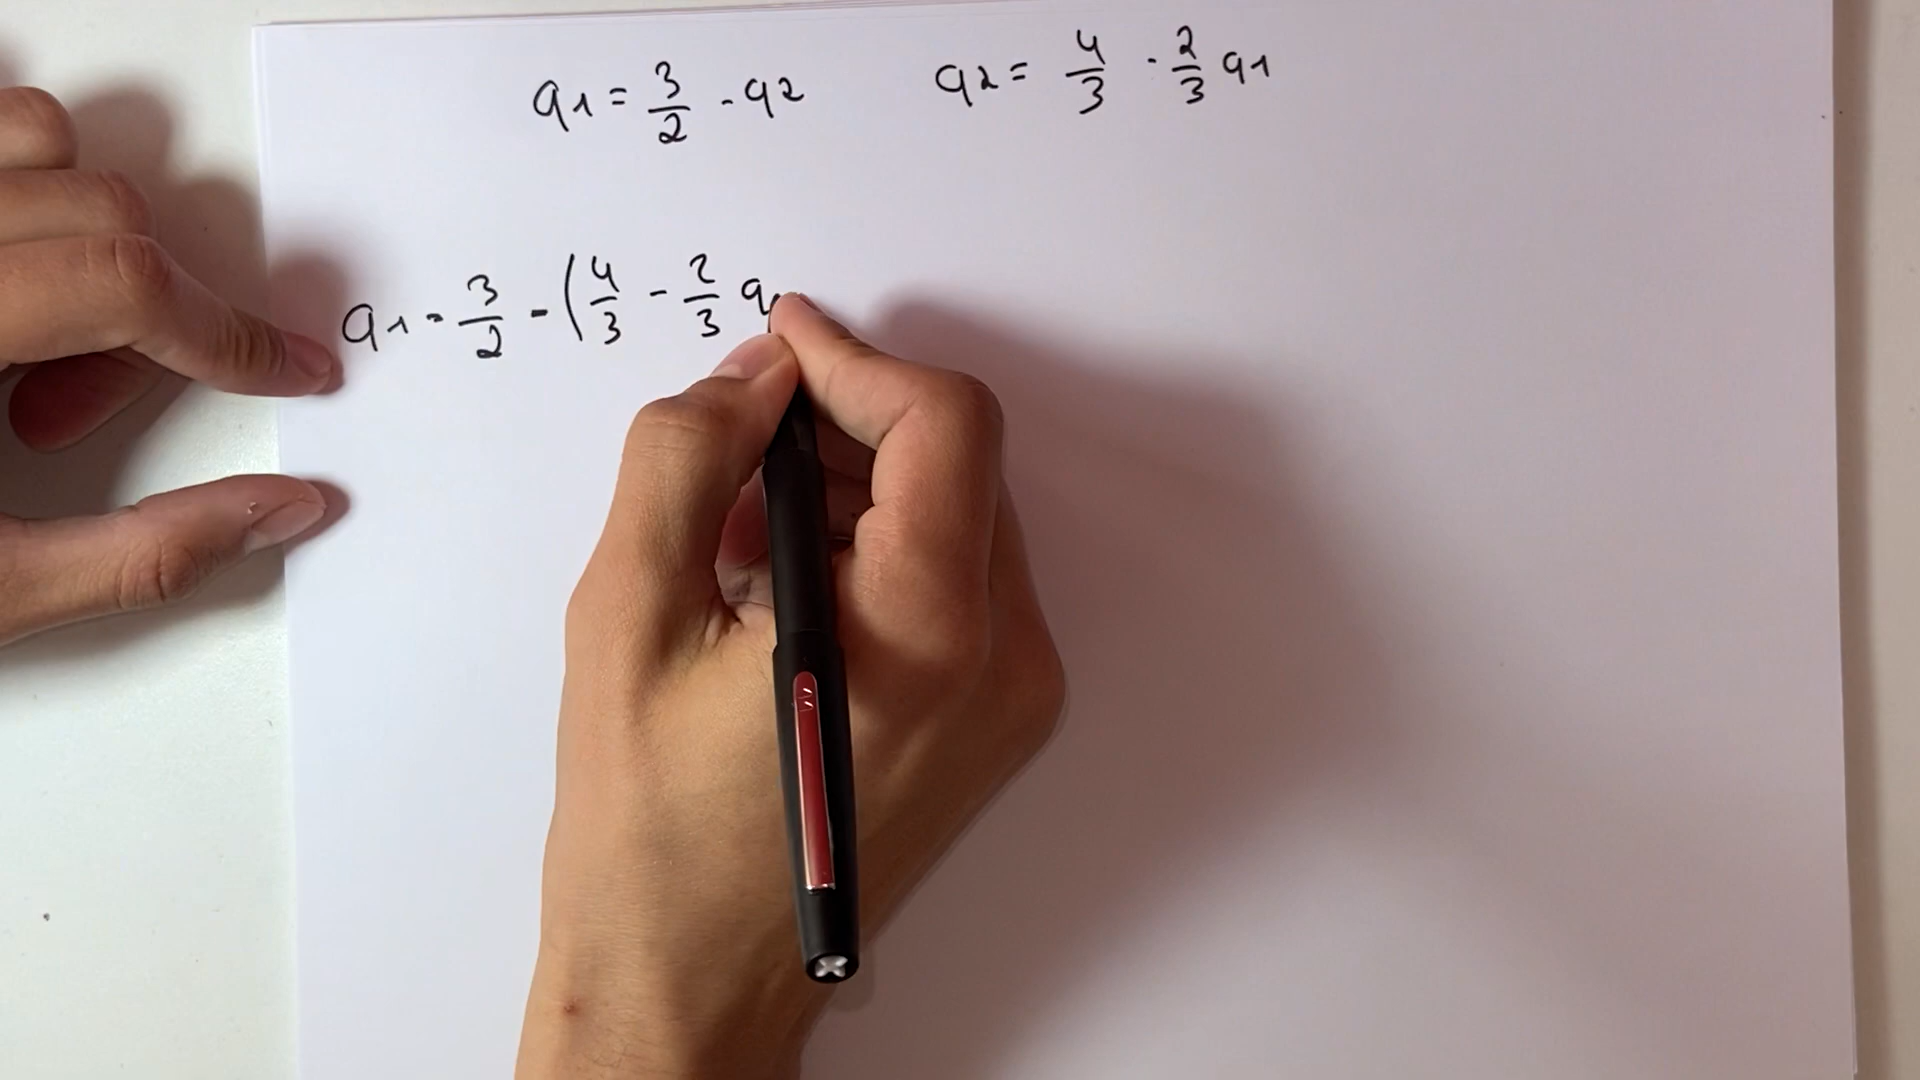 q1 = 3/2 - q2
q2 = 4/3 - 2/3 q1
q1 = 3/2 - (4/3 - 2/3 q